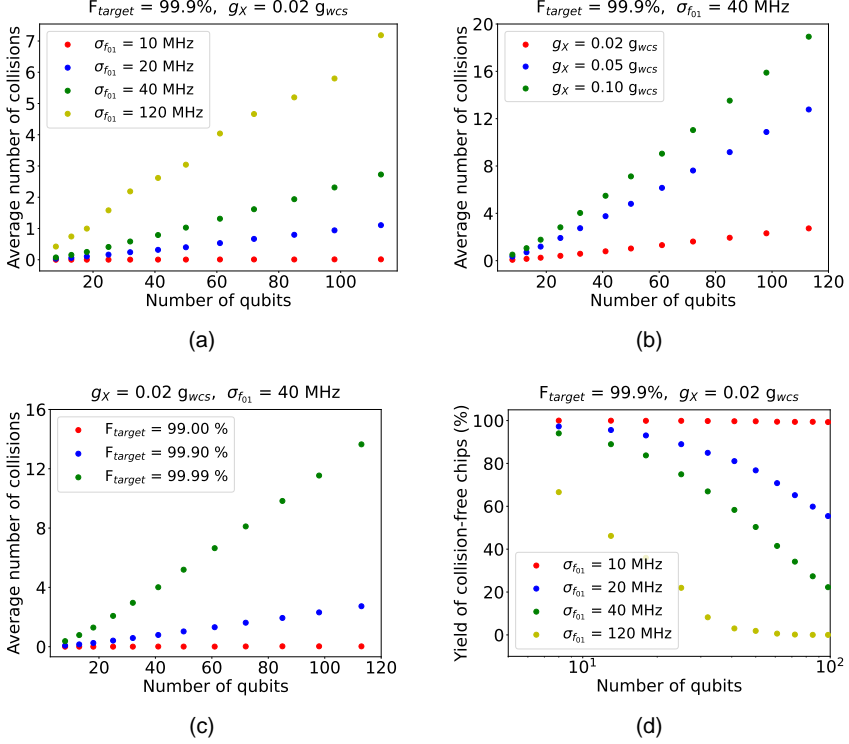 F_target = 99.9%, g_X = 0.02 g_wcs
Average number of collisions
7
6
5
4
3
2
1
0
σ_f01 = 10 MHz
σ_f01 = 20 MHz
σ_f01 = 40 MHz
σ_f01 = 120 MHz
20 40 60 80 100
Number of qubits
(a)
F_target = 99.9%, σ_f01 = 40 MHz
Average number of collisions
20
16
12
8
4
0
g_X = 0.02 g_wcs
g_X = 0.05 g_wcs
g_X = 0.10 g_wcs
0 20 40 60 80 100 120
Number of qubits
(b)
g_X = 0.02 g_wcs, σ_f01 = 40 MHz
Average number of collisions
16
12
8
4
0
F_target = 99.00 %
F_target = 99.90 %
F_target = 99.99 %
20 40 60 80 100 120
Number of qubits
(c)
F_target = 99.9%, g_X = 0.02 g_wcs
Yield of collision-free chips (%)
100
80
60
40
20
0
σ_f01 = 10 MHz
σ_f01 = 20 MHz
σ_f01 = 40 MHz
σ_f01 = 120 MHz
10^1 10^2
Number of qubits
(d)